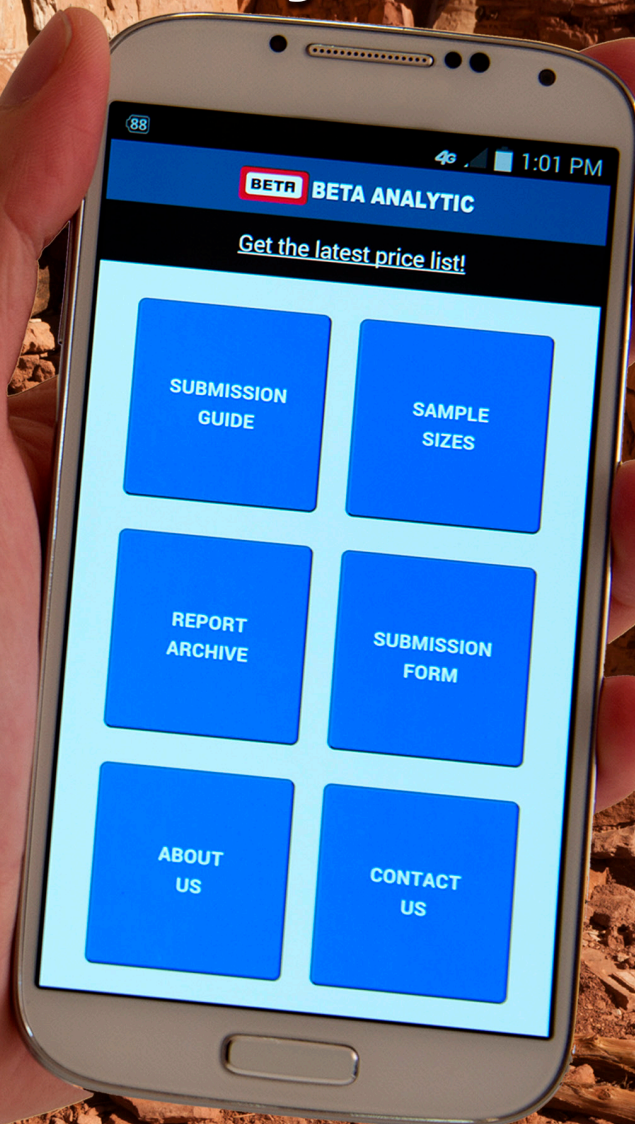 88
4G 1:01 PM
BETA BETA ANALYTIC
Get the latest price list!
SUBMISSION
GUIDE
SAMPLE
SIZES
REPORT
ARCHIVE
SUBMISSION
FORM
ABOUT
US
CONTACT
US